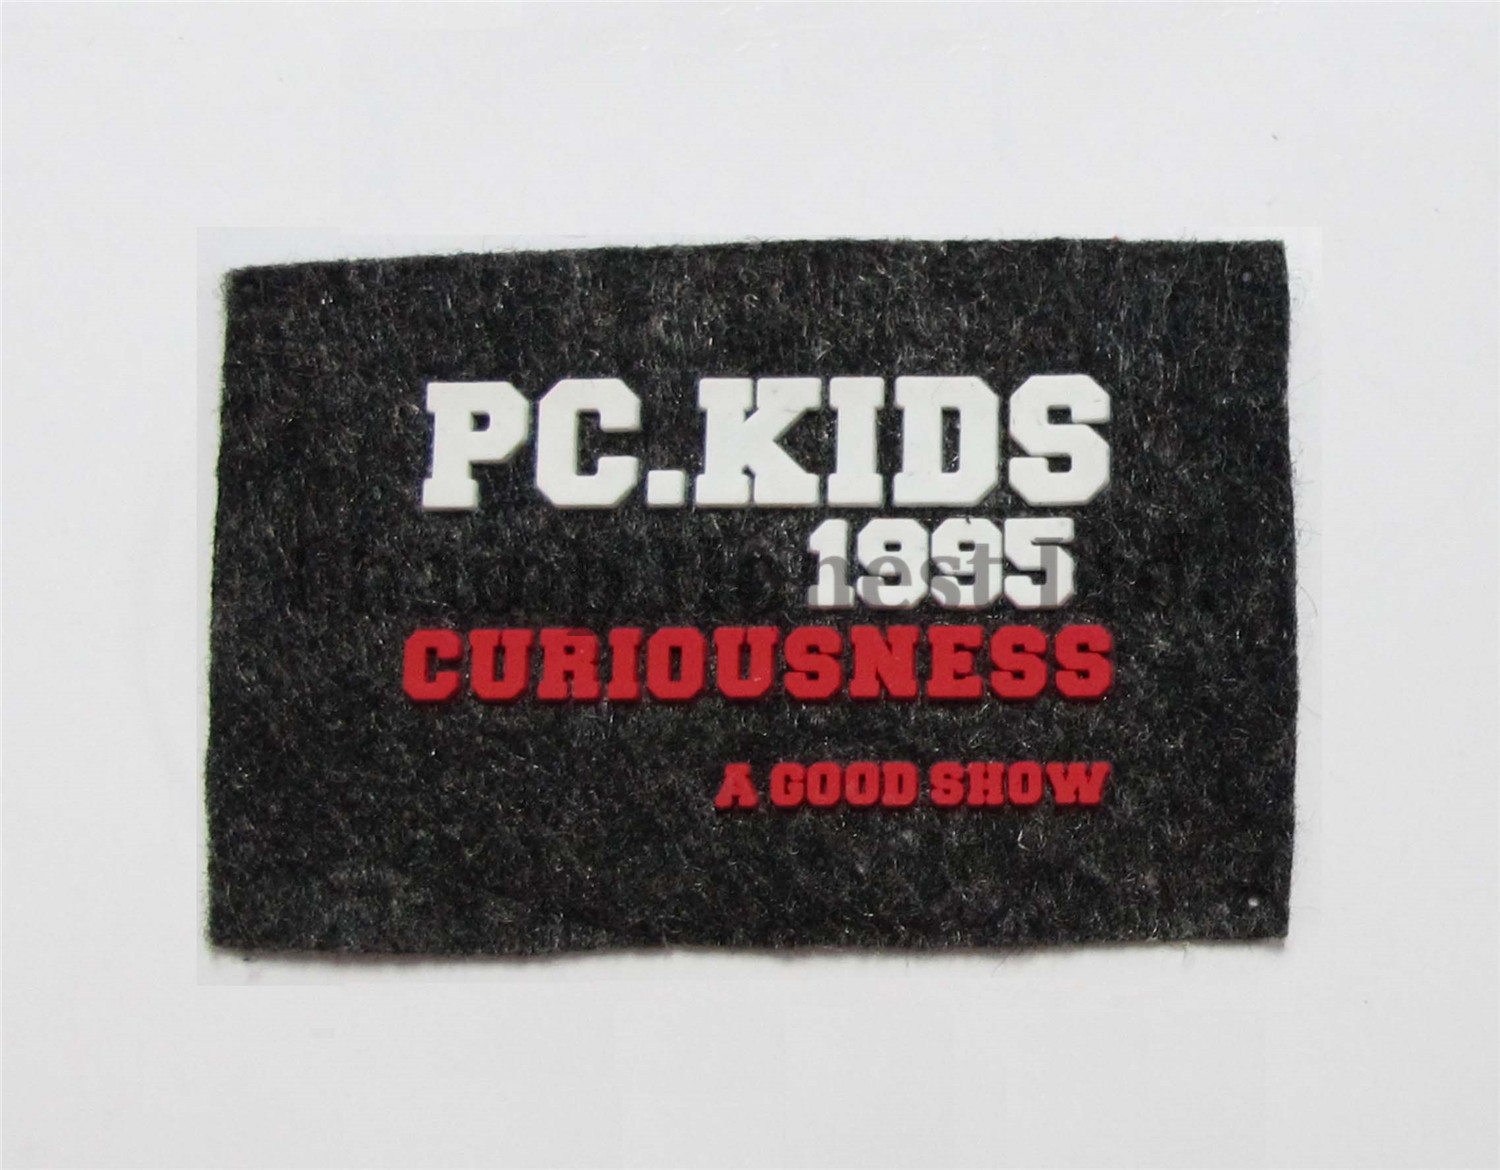 PC.KIDS
1995
CURIOUSNESS
A GOOD SHOW